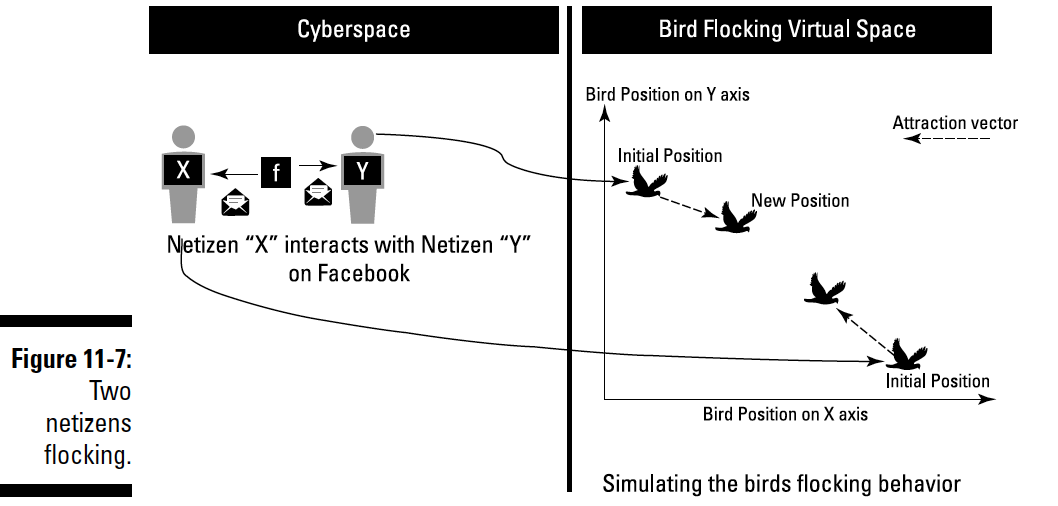 Cyberspace
Bird Flocking Virtual Space
Bird Position on Y axis
Attraction vector
Initial Position
X
f
Y
New Position
Netizen “X” interacts with Netizen “Y”
on Facebook
Figure 11-7:
Two
netizens
flocking.
Initial Position
Bird Position on X axis
Simulating the birds flocking behavior